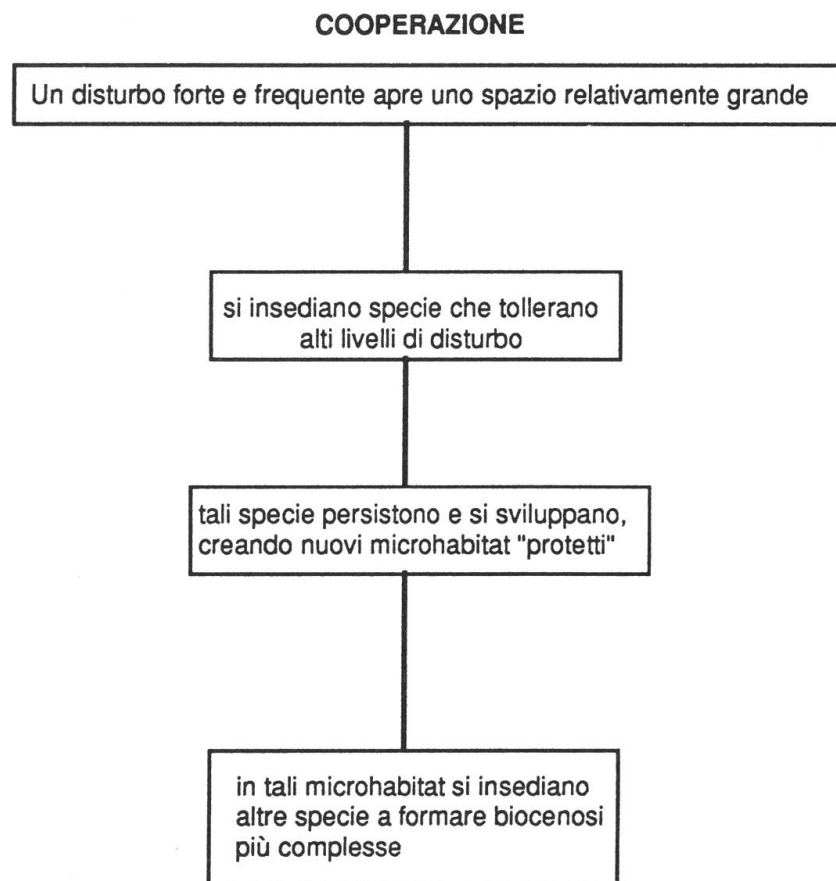 COOPERAZIONE
Un disturbo forte e frequente apre uno spazio relativamente grande
si insediano specie che tollerano
alti livelli di disturbo
tali specie persistono e si sviluppano,
creando nuovi microhabitat "protetti"
in tali microhabitat si insediano
altre specie a formare biocenosi
più complesse